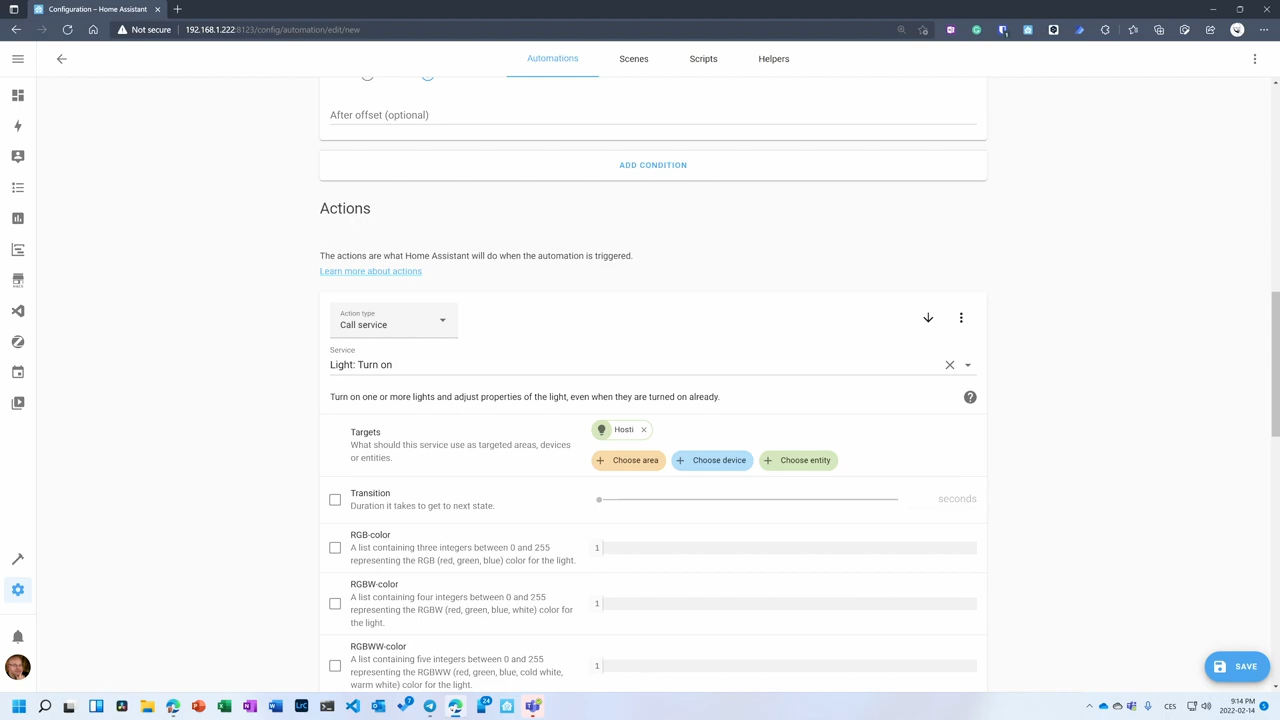 Configuration – Home Assistant
Not secure
192.168.1.222:8123/config/automation/edit/new
Automations
Scenes
Scripts
Helpers
After offset (optional)
ADD CONDITION
Actions
The actions are what Home Assistant will do when the automation is triggered.
Learn more about actions
Action type
Call service
Service
Light: Turn on
Turn on one or more lights and adjust properties of the light, even when they are turned on already.
Targets
What should this service use as targeted areas, devices
or entities.
Hosti
Choose area
Choose device
Choose entity
Transition
Duration it takes to get to next state.
seconds
RGB-color
A list containing three integers between 0 and 255
representing the RGB (red, green, blue) color for the light.
1
RGBW-color
A list containing four integers between 0 and 255
representing the RGBW (red, green, blue, white) color for
the light.
1
RGBWW-color
A list containing five integers between 0 and 255
representing the RGBWW (red, green, blue, cold white,
warm white) color for the light.
1
SAVE
LrC
7
24
CES
9:14 PM
2022-02-14
5